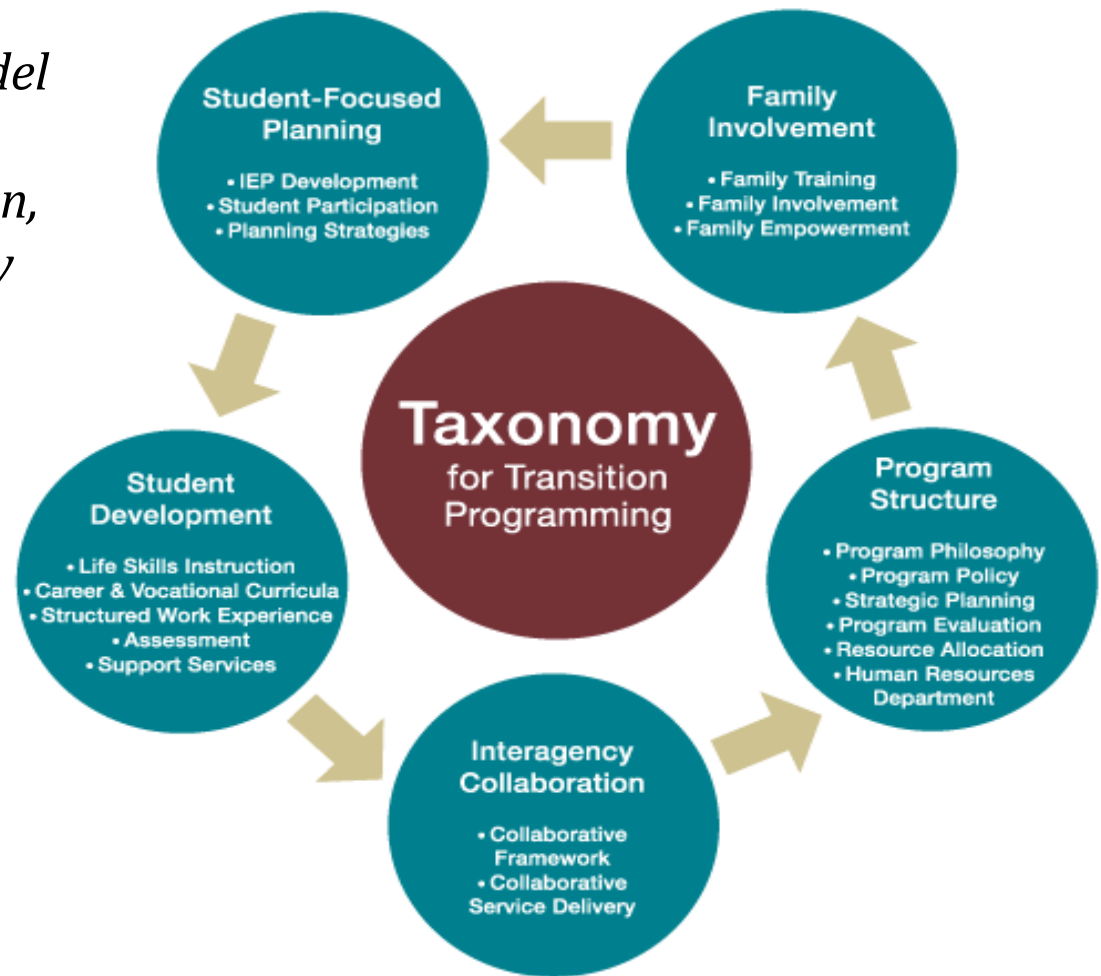 del
n,
y
Student-Focused
Planning
• IEP Development
• Student Participation
• Planning Strategies
Family
Involvement
• Family Training
• Family Involvement
• Family Empowerment
Taxonomy
for Transition
Programming
Student
Development
• Life Skills Instruction
• Career & Vocational Curricula
• Structured Work Experience
• Assessment
• Support Services
Program
Structure
• Program Philosophy
• Program Policy
• Strategic Planning
• Program Evaluation
• Resource Allocation
• Human Resources
Department
Interagency
Collaboration
• Collaborative
Framework
• Collaborative
Service Delivery